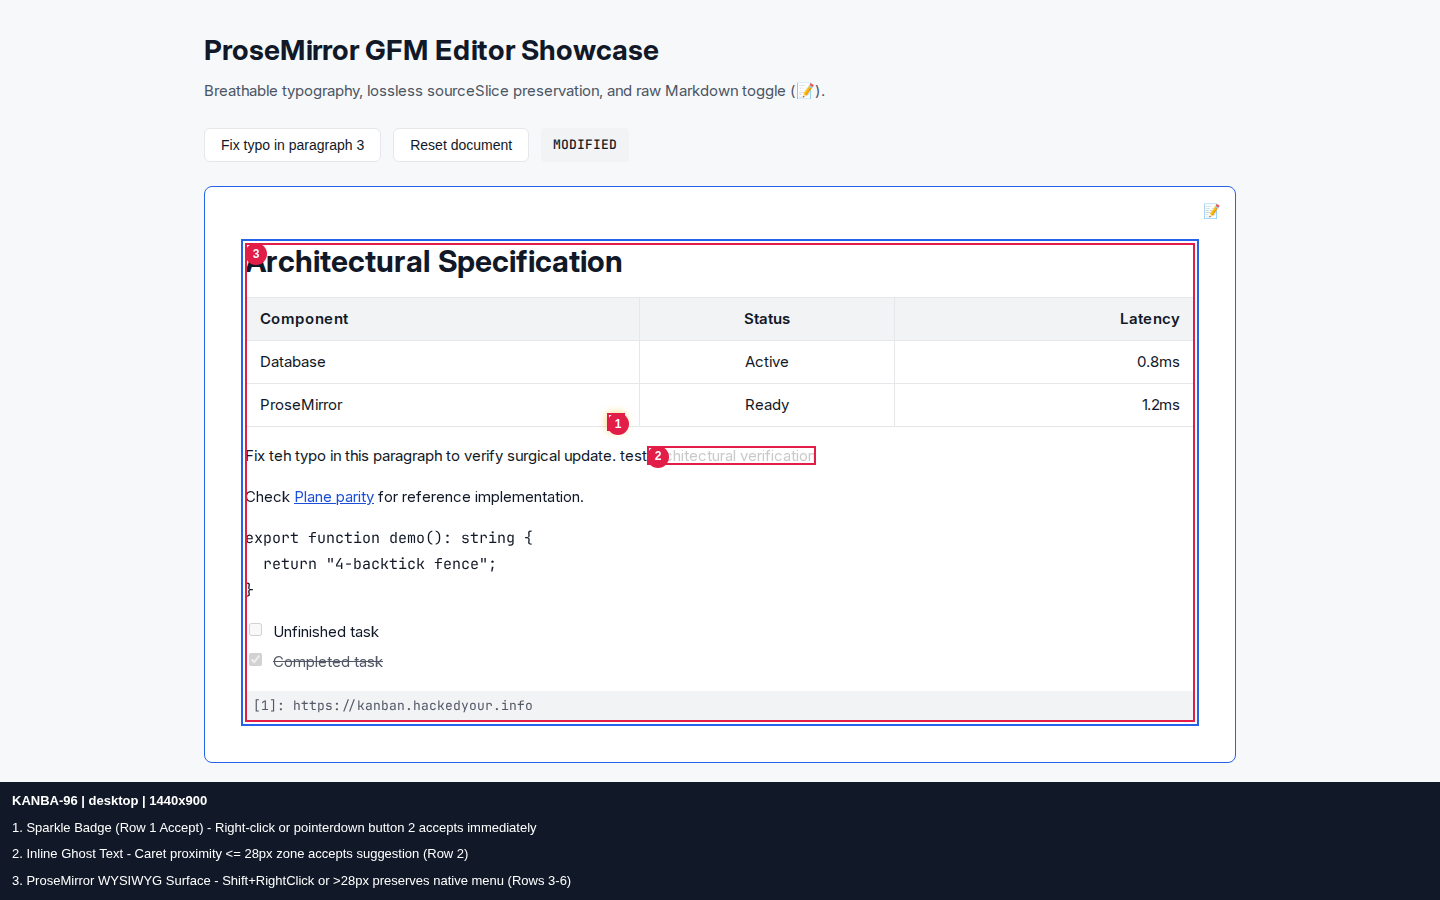 ProseMirror GFM Editor Showcase
Breathable typography, lossless sourceSlice preservation, and raw Markdown toggle (📝).
Fix typo in paragraph 3
Reset document
MODIFIED
3
Architectural Specification
Component Status Latency
Database Active 0.8ms
ProseMirror Ready 1.2ms
1
Fix teh typo in this paragraph to verify surgical update. test 2 hitectural verification
Check Plane parity for reference implementation.
export function demo(): string {
return "4-backtick fence";
}
Unfinished task
Completed task
[1]: https://kanban.hackedyour.info
KANBA-96 | desktop | 1440x900
1. Sparkle Badge (Row 1 Accept) - Right-click or pointerdown button 2 accepts immediately
2. Inline Ghost Text - Caret proximity <= 28px zone accepts suggestion (Row 2)
3. ProseMirror WYSIWYG Surface - Shift+RightClick or >28px preserves native menu (Rows 3-6)